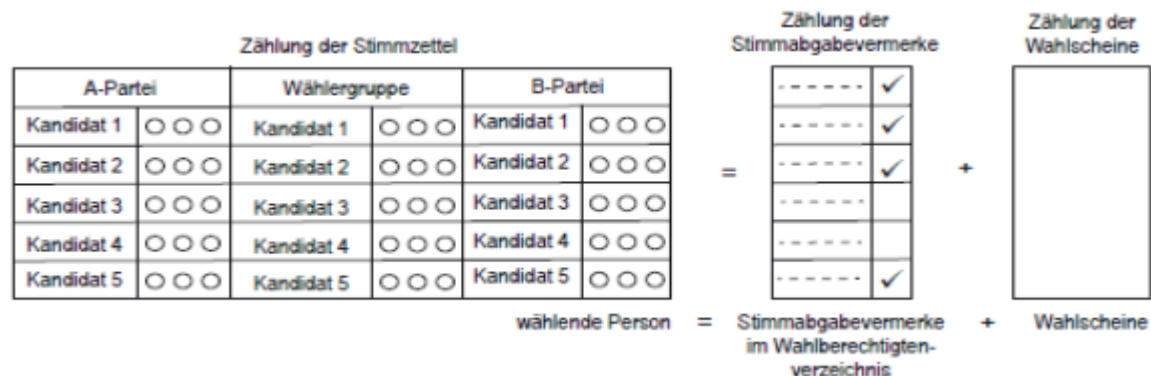 Zählung der Stimmzettel
Zählung der
Stimmabgabevermerke
Zählung der
Wahlscheine
A-Partei Wählergruppe B-Partei
Kandidat 1 Kandidat 1 Kandidat 1
Kandidat 2 Kandidat 2 Kandidat 2
Kandidat 3 Kandidat 3 Kandidat 3
Kandidat 4 Kandidat 4 Kandidat 4
Kandidat 5 Kandidat 5 Kandidat 5
= +
wählende Person = Stimmabgabevermerke + Wahlscheine
im Wahlberechtigten-
verzeichnis